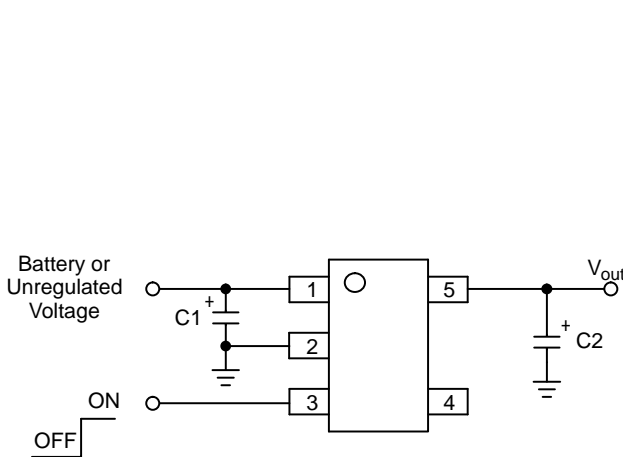 Battery or
Unregulated
Voltage
C1
+
1
2
3
5
4
Vout
+
C2
ON
OFF